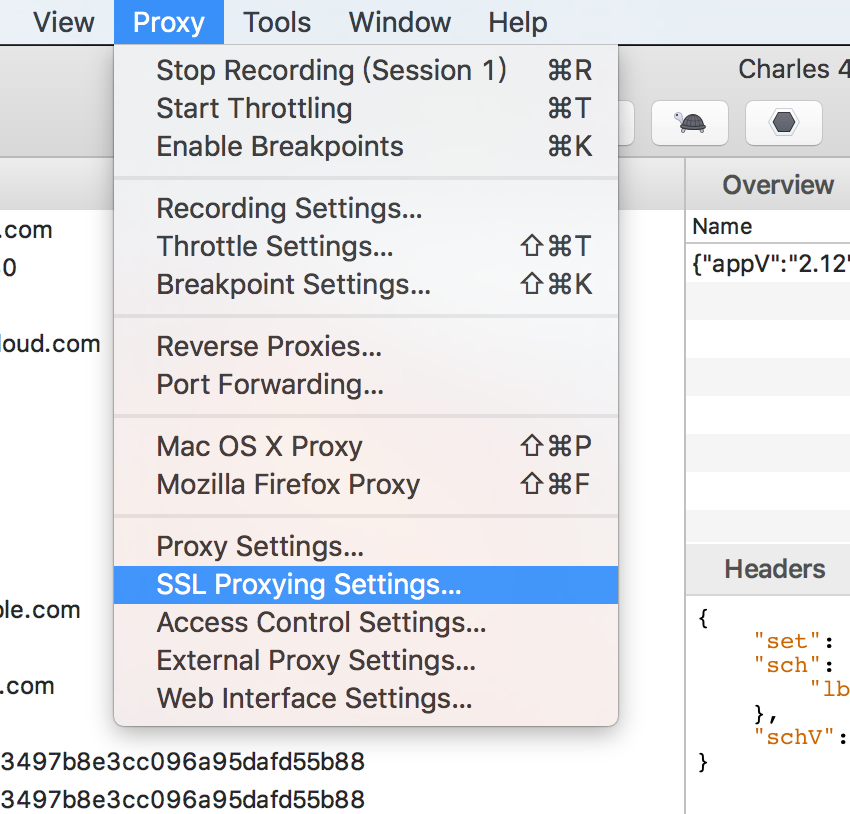 View Proxy Tools Window Help
Charles 4
Stop Recording (Session 1) ⌘R
Start Throttling ⌘T
Enable Breakpoints ⌘K
Recording Settings...
Throttle Settings... ⇧⌘T
Breakpoint Settings... ⇧⌘K
Reverse Proxies...
Port Forwarding...
Mac OS X Proxy ⇧⌘P
Mozilla Firefox Proxy ⇧⌘F
Proxy Settings...
SSL Proxying Settings...
Access Control Settings...
External Proxy Settings...
Web Interface Settings...
.com
0
loud.com
ple.com
.com
3497b8e3cc096a95dafd55b88
3497b8e3cc096a95dafd55b88
Overview
Name
{"appV":"2.12"
Headers
{
"set":
"sch":
"lb
},
"schV":
}